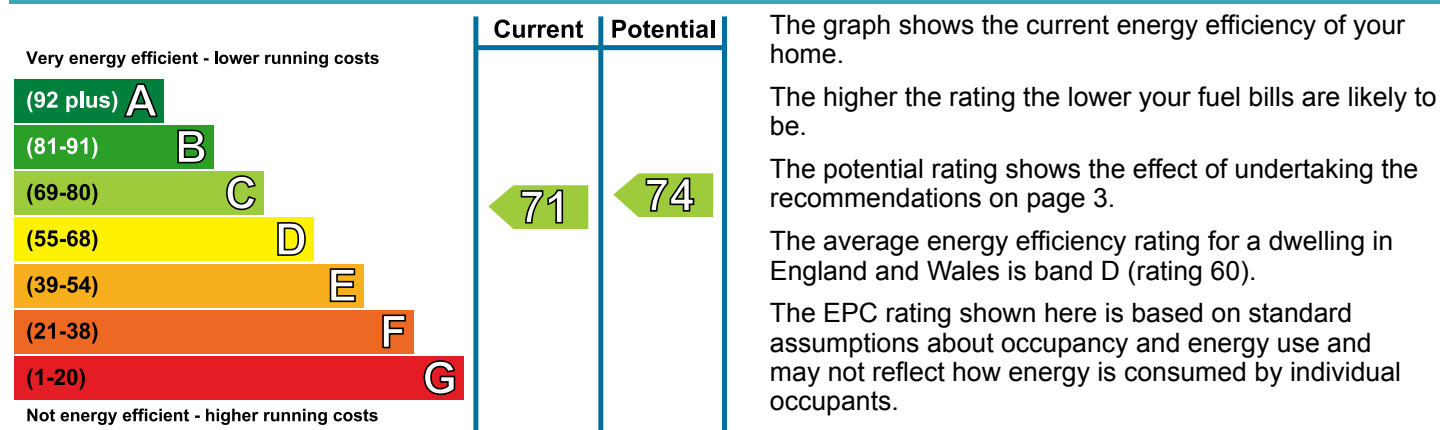 Current Potential
Very energy efficient - lower running costs
(92 plus) A
(81-91) B
(69-80) C
(55-68) D
(39-54) E
(21-38) F
(1-20) G
Not energy efficient - higher running costs
71
74
The graph shows the current energy efficiency of your
home.
The higher the rating the lower your fuel bills are likely to
be.
The potential rating shows the effect of undertaking the
recommendations on page 3.
The average energy efficiency rating for a dwelling in
England and Wales is band D (rating 60).
The EPC rating shown here is based on standard
assumptions about occupancy and energy use and
may not reflect how energy is consumed by individual
occupants.